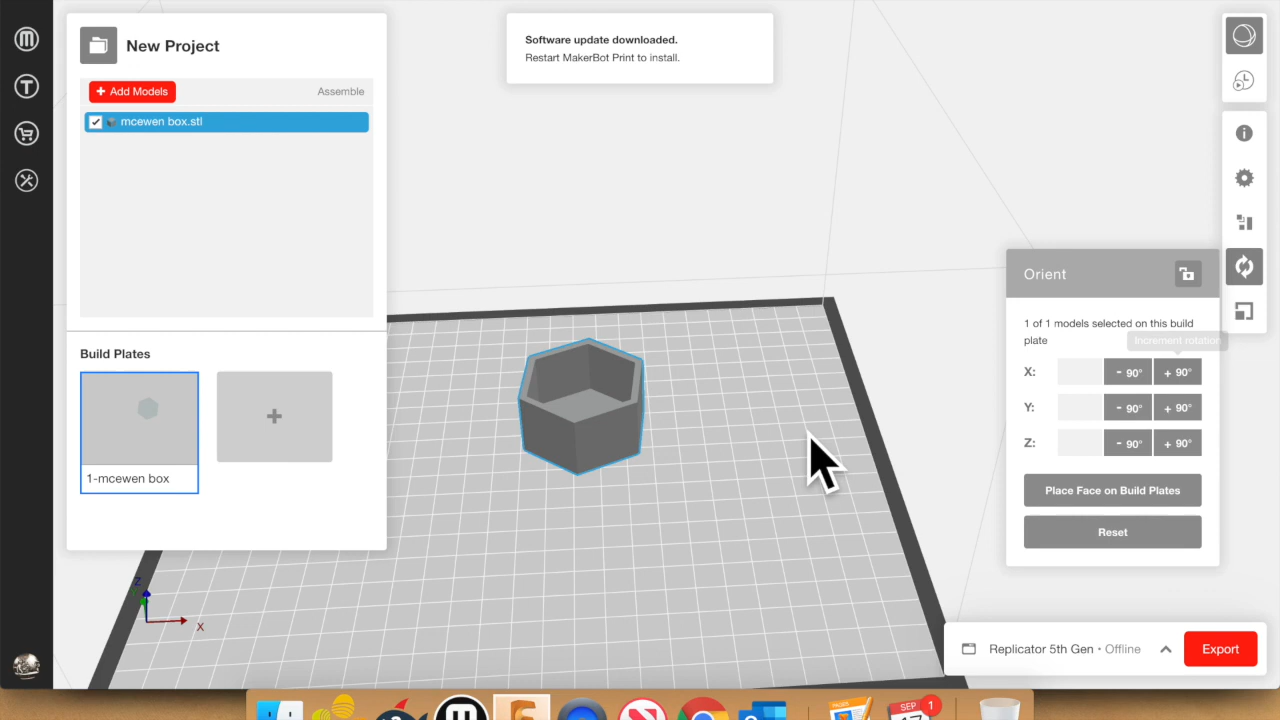 New Project
+ Add Models
Assemble
mcewen box.stl
Build Plates
1-mcewen box
Software update downloaded.
Restart MakerBot Print to install.
Orient
1 of 1 models selected on this build
plate
Increment rotation
X: - 90° + 90°
Y: - 90° + 90°
Z: - 90° + 90°
Place Face on Build Plates
Reset
Z
X
Replicator 5th Gen • Offline
Export
SEP
1